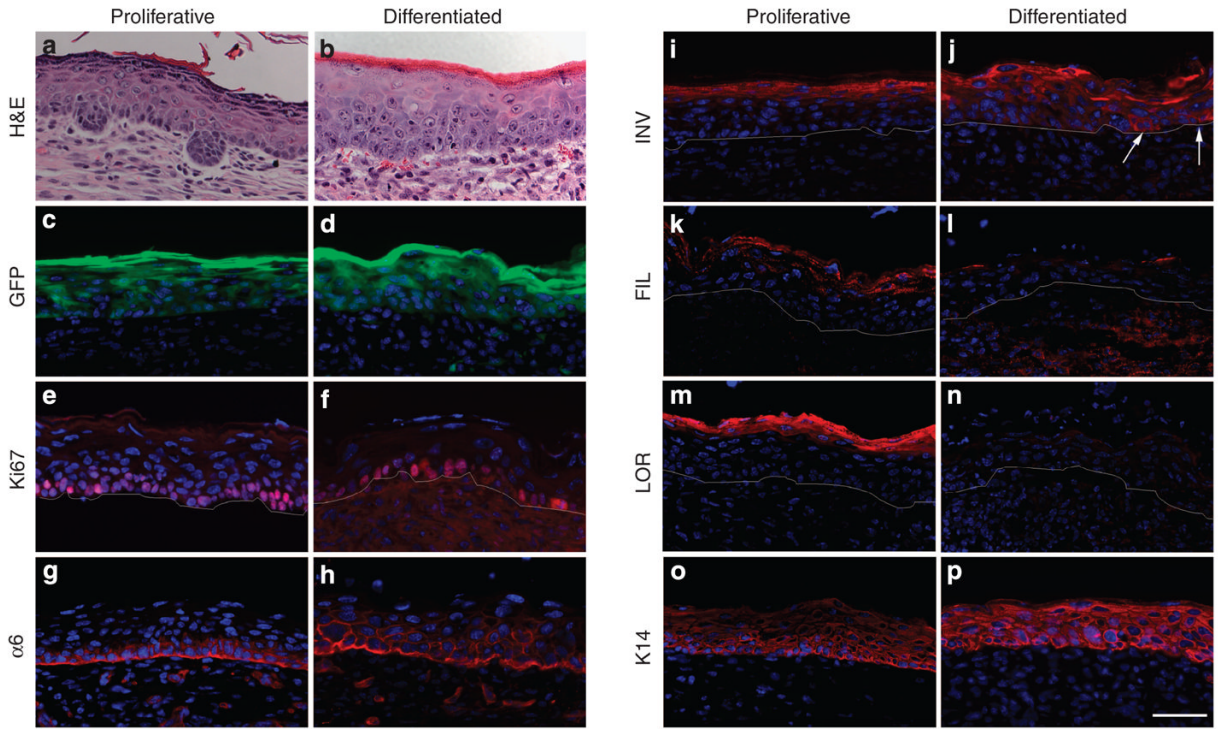 Proliferative Differentiated Proliferative Differentiated
H&E a b INV i j
GFP c d FIL k l
Ki67 e f LOR m n
α6 g h K14 o p